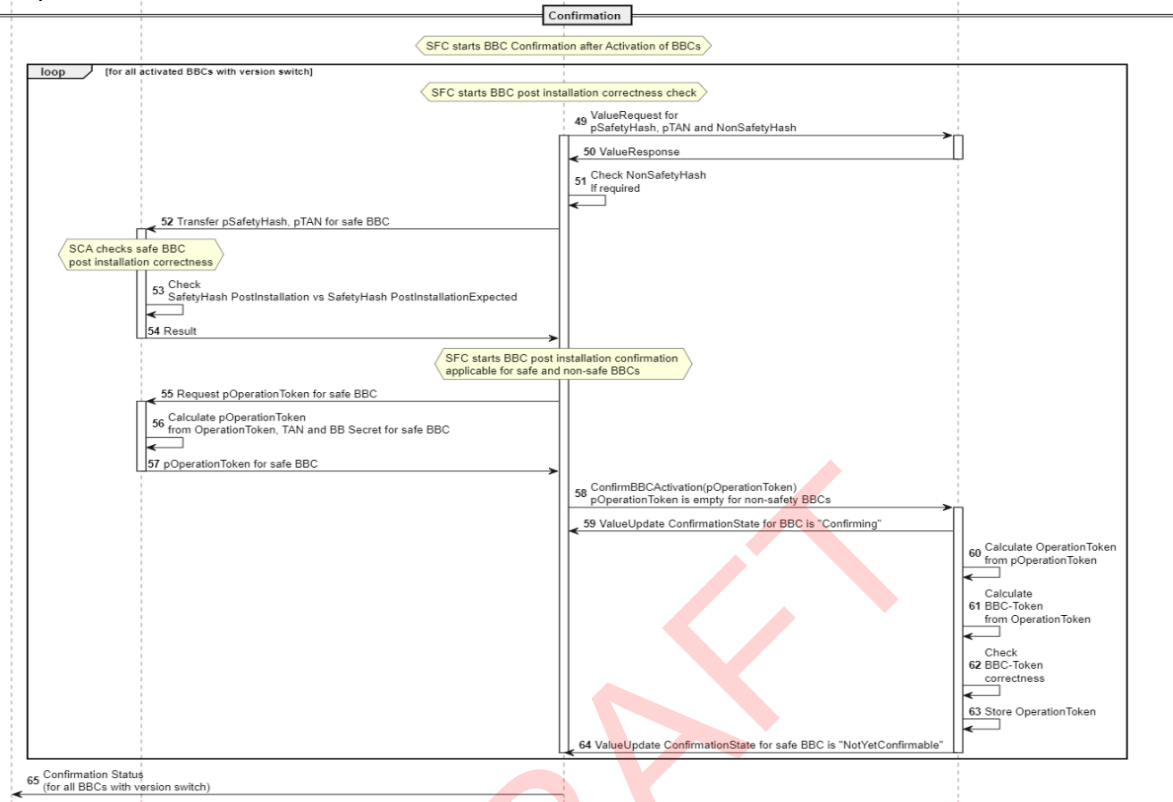 Confirmation
SFC starts BBC Confirmation after Activation of BBCs
loop
[for all activated BBCs with version switch]
SFC starts BBC post installation correctness check
49 ValueRequest for
pSafetyHash, pTAN and NonSafetyHash
50 ValueResponse
51 Check NonSafetyHash
If required
52 Transfer pSafetyHash, pTAN for safe BBC
SCA checks safe BBC
post installation correctness
53 Check
SafetyHash PostInstallation vs SafetyHash PostInstallationExpected
54 Result
SFC starts BBC post installation confirmation
applicable for safe and non-safe BBCs
55 Request pOperationToken for safe BBC
56 Calculate pOperationToken
from OperationToken, TAN and BB Secret for safe BBC
57 pOperationToken for safe BBC
58 ConfirmBBCActivation(pOperationToken)
pOperationToken is empty for non-safety BBCs
59 ValueUpdate ConfirmationState for BBC is "Confirming"
60 Calculate OperationToken
from pOperationToken
Calculate
61 BBC-Token
from OperationToken
Check
62 BBC-Token
correctness
63 Store OperationToken
64 ValueUpdate ConfirmationState for safe BBC is "NotYetConfirmable"
65 Confirmation Status
(for all BBCs with version switch)
RAFT